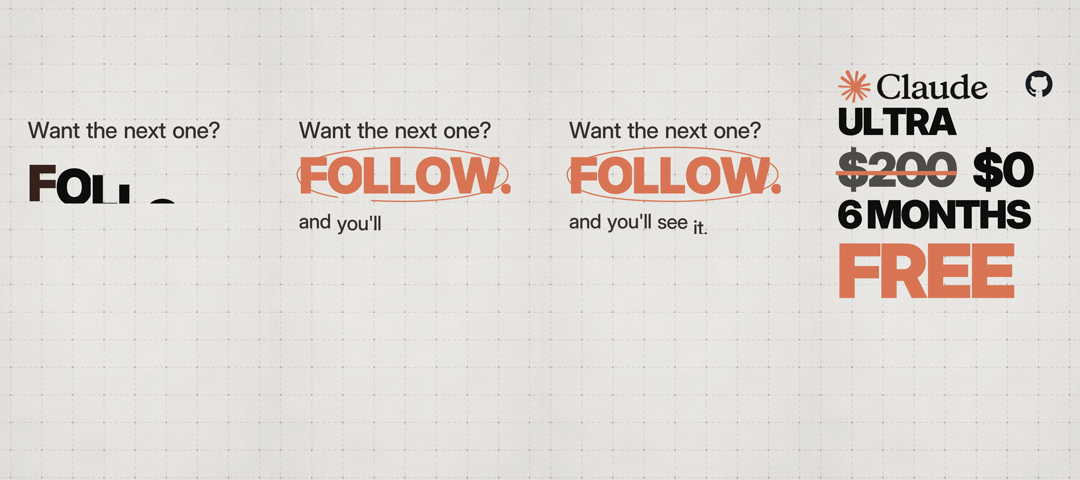 Want the next one?
FOLL
Want the next one?
FOLLOW.
and you'll
Want the next one?
FOLLOW.
and you'll see it.
Claude
ULTRA
$200 $0
6 MONTHS
FREE